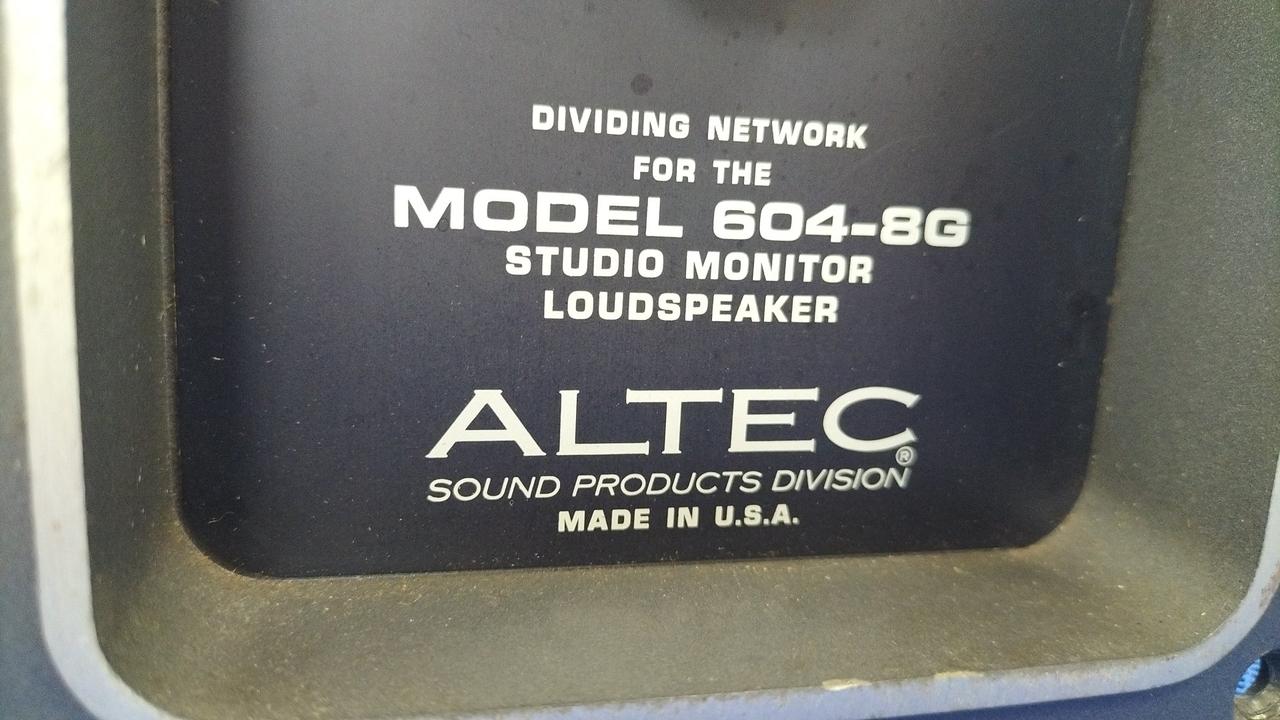 DIVIDING NETWORK
FOR THE
MODEL 604-8G
STUDIO MONITOR
LOUDSPEAKER
ALTEC®
SOUND PRODUCTS DIVISION
MADE IN U.S.A.